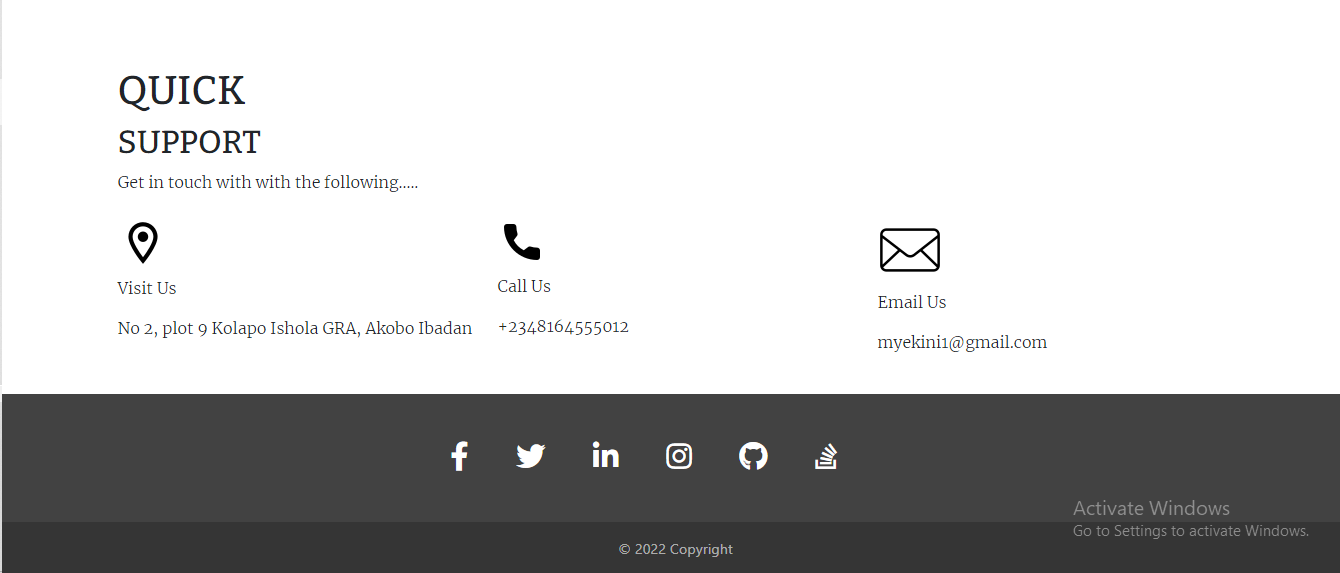 QUICK
SUPPORT
Get in touch with with the following.....
Visit Us
Call Us
Email Us
No 2, plot 9 Kolapo Ishola GRA, Akobo Ibadan
+2348164555012
myekini1@gmail.com
Activate Windows
Go to Settings to activate Windows.
© 2022 Copyright